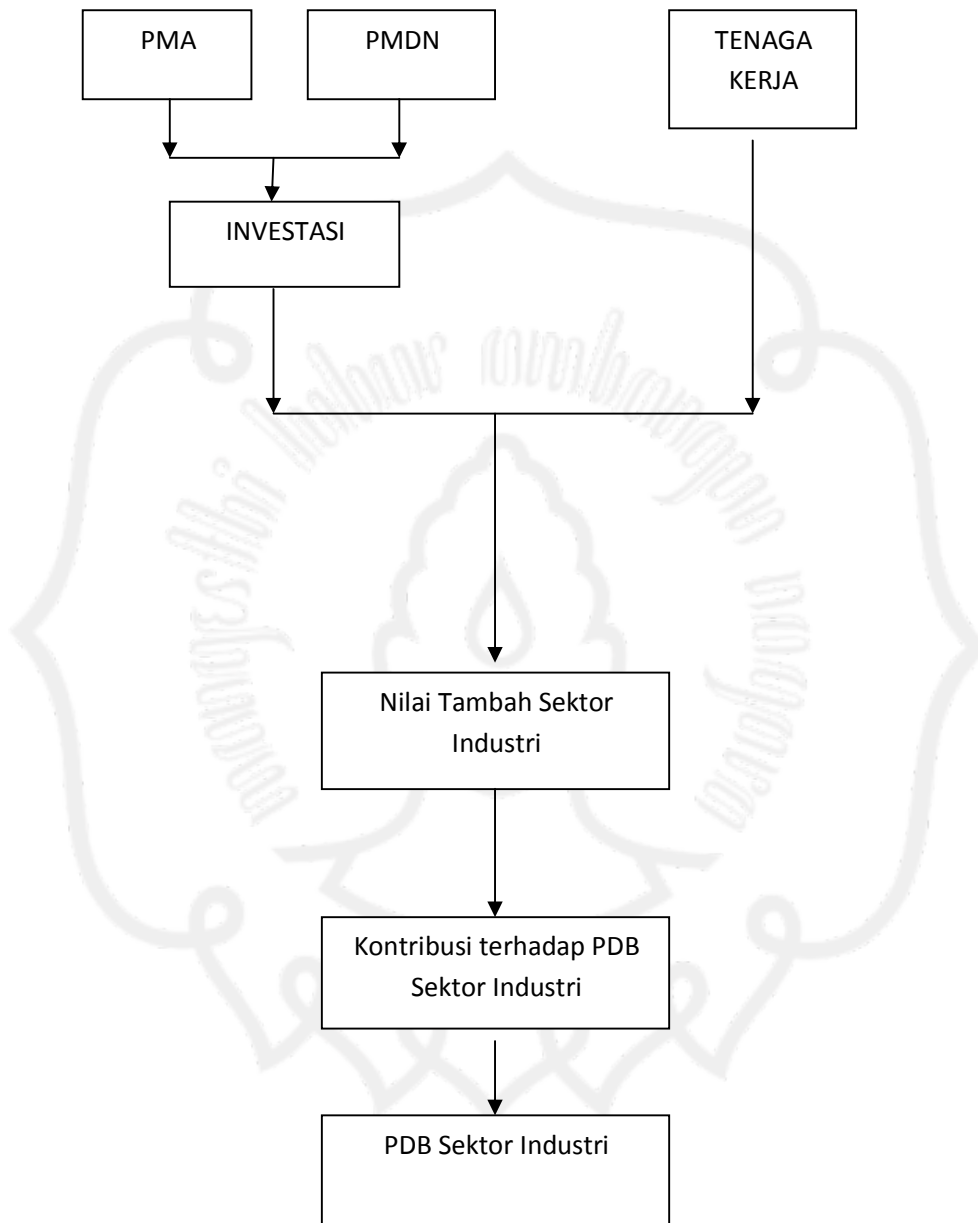 PMA
PMDN
TENAGA
KERJA
INVESTASI
Nilai Tambah Sektor
Industri
Kontribusi terhadap PDB
Sektor Industri
PDB Sektor Industri